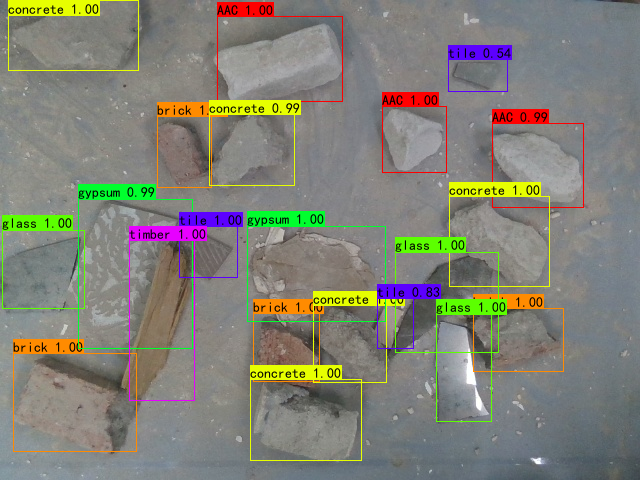 concrete 1.00
AAC 1.00
tile 0.54
brick 1.
concrete 0.99
AAC 1.00
AAC 0.99
gypsum 0.99
concrete 1.00
glass 1.00
tile 1.00
gypsum 1.00
timber 1.00
glass 1.00
tile 0.83
concrete 1.00
brick 1.00
glass 1.00
1.00
brick 1.00
concrete 1.00